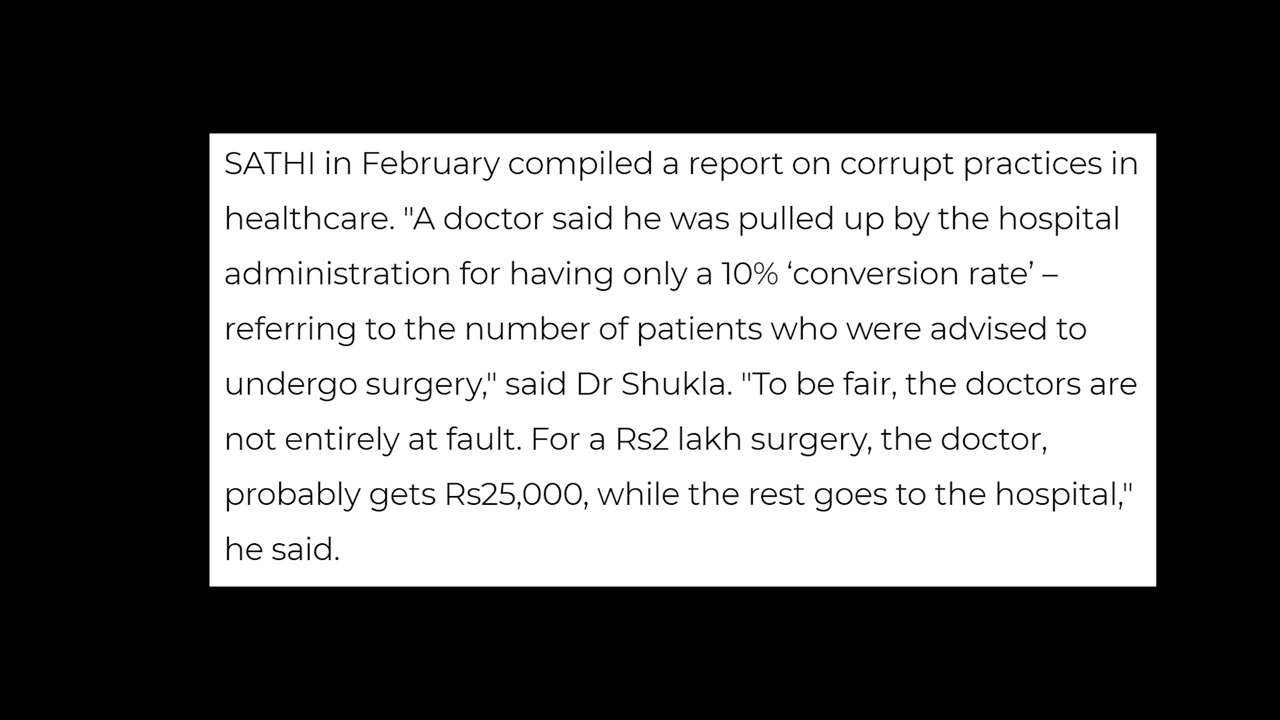 SATHI in February compiled a report on corrupt practices in
healthcare. "A doctor said he was pulled up by the hospital
administration for having only a 10% ‘conversion rate’ –
referring to the number of patients who were advised to
undergo surgery," said Dr Shukla. "To be fair, the doctors are
not entirely at fault. For a Rs2 lakh surgery, the doctor,
probably gets Rs25,000, while the rest goes to the hospital,"
he said.